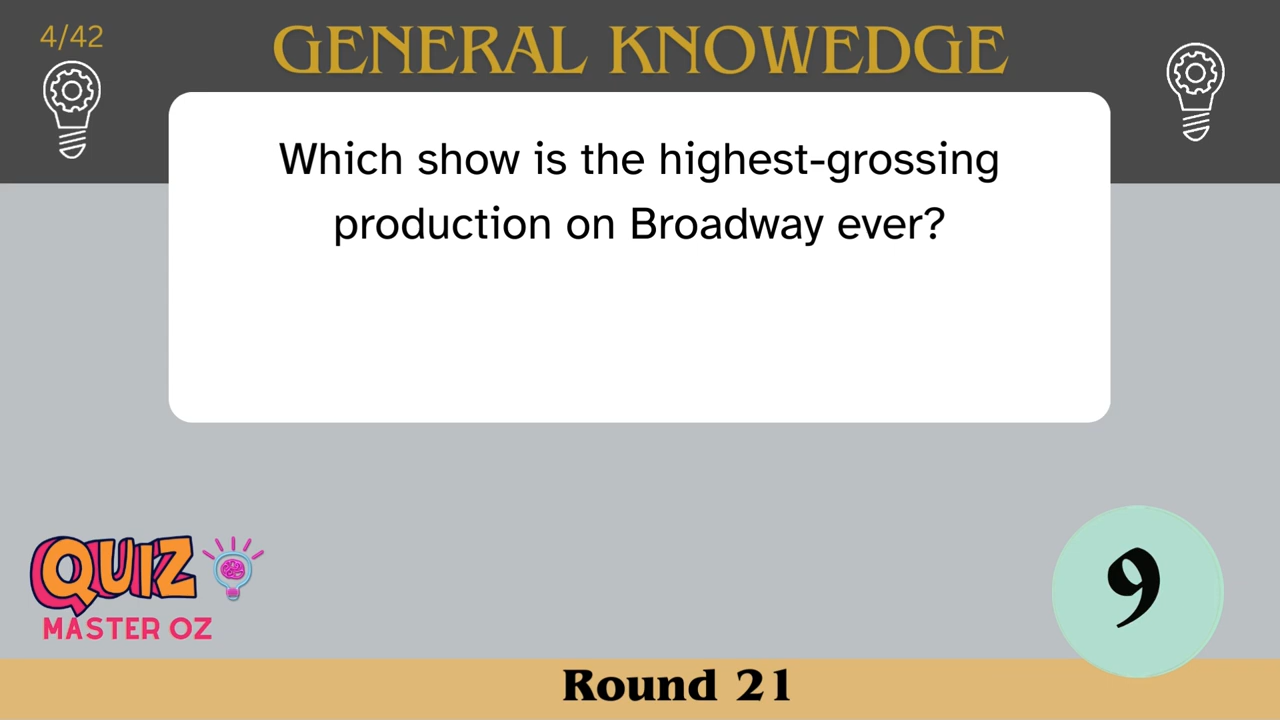 4/42
GENERAL KNOWEDGE
Which show is the highest-grossing
production on Broadway ever?
QUIZ
MASTER OZ
9
Round 21